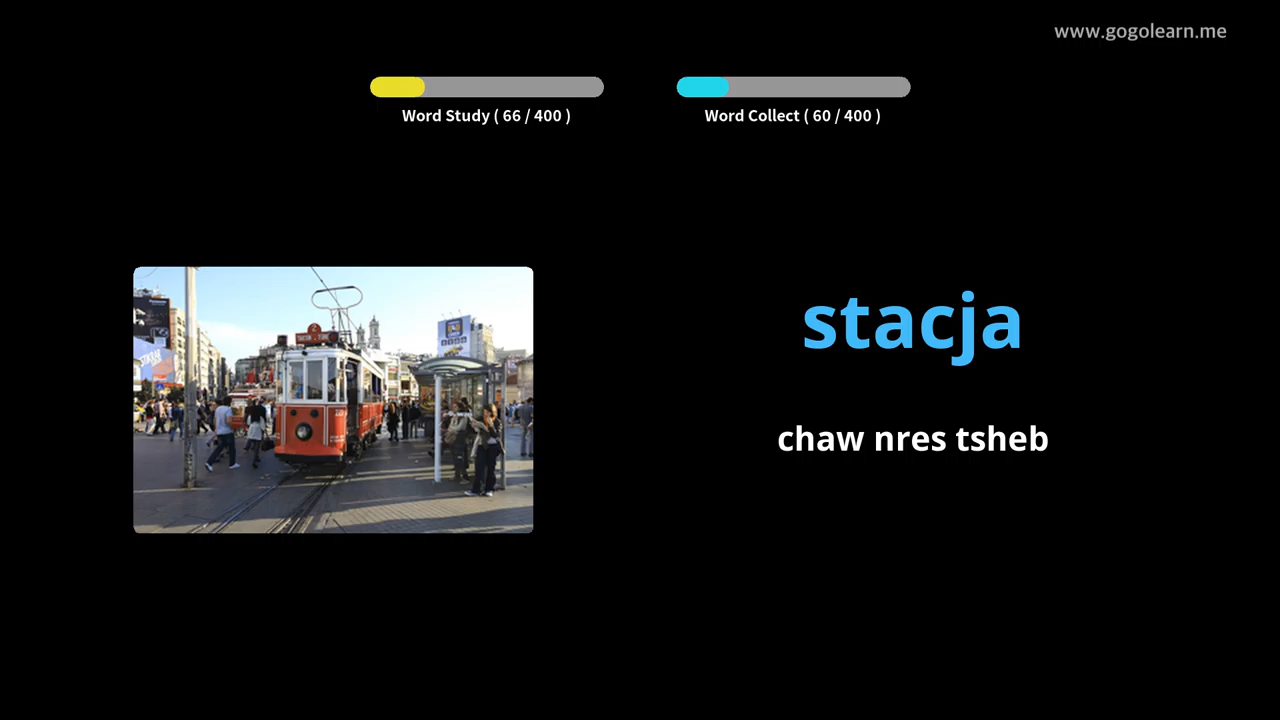 www.gogolearn.me
Word Study ( 66 / 400 )
Word Collect ( 60 / 400 )
stacja
chaw nres tsheb